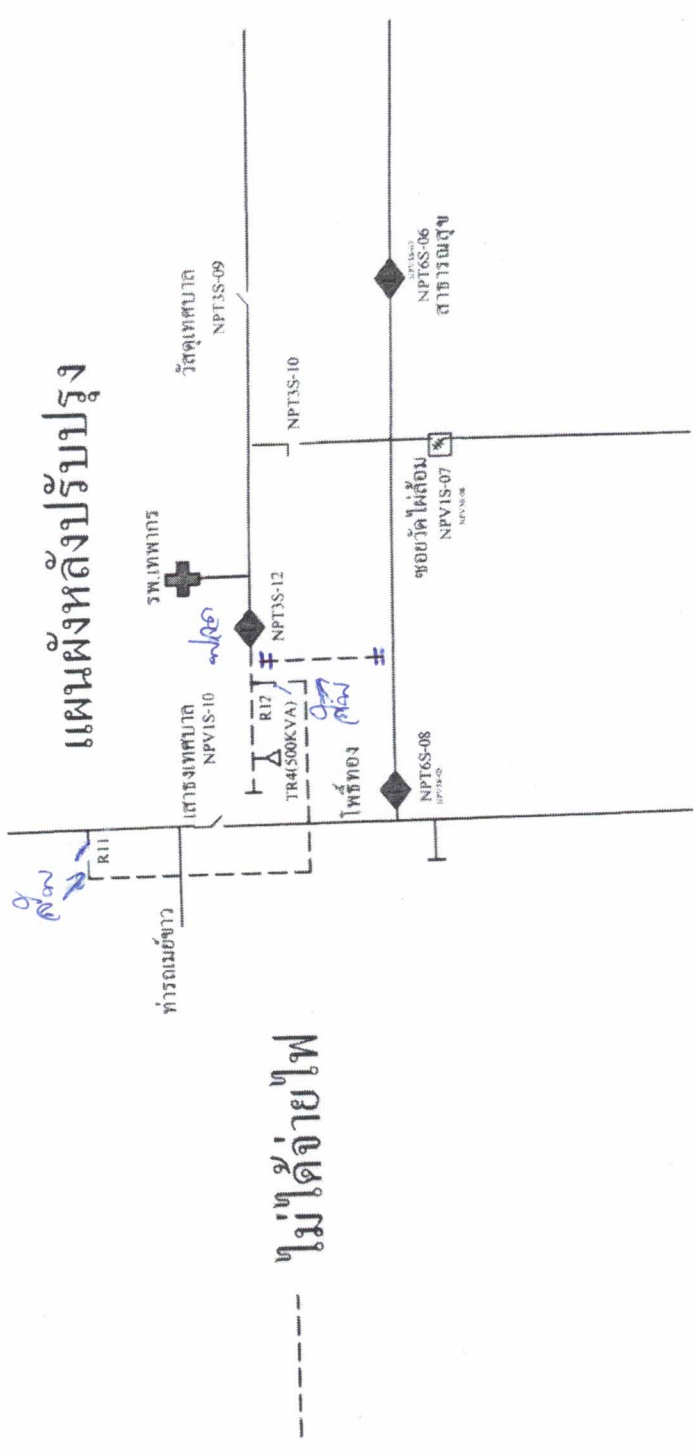 แผนผังหลังปรับปรุง
รพ.เทพากร
วัสดุเทศบาล
NPT3S-09
เสาธงเทศบาล
NPV1S-10
ปลด
NPT3S-12
NPT3S-10
R11
R12
TR4(500KVA)
ท่ารถเมย์ขาว
โพธิ์ทอง
NPT6S-08
ซอยวัดไผ่ล้อม
NPV1S-07
NPT6S-06
สาธารณสุข
ไม่ได้จ่ายไฟ